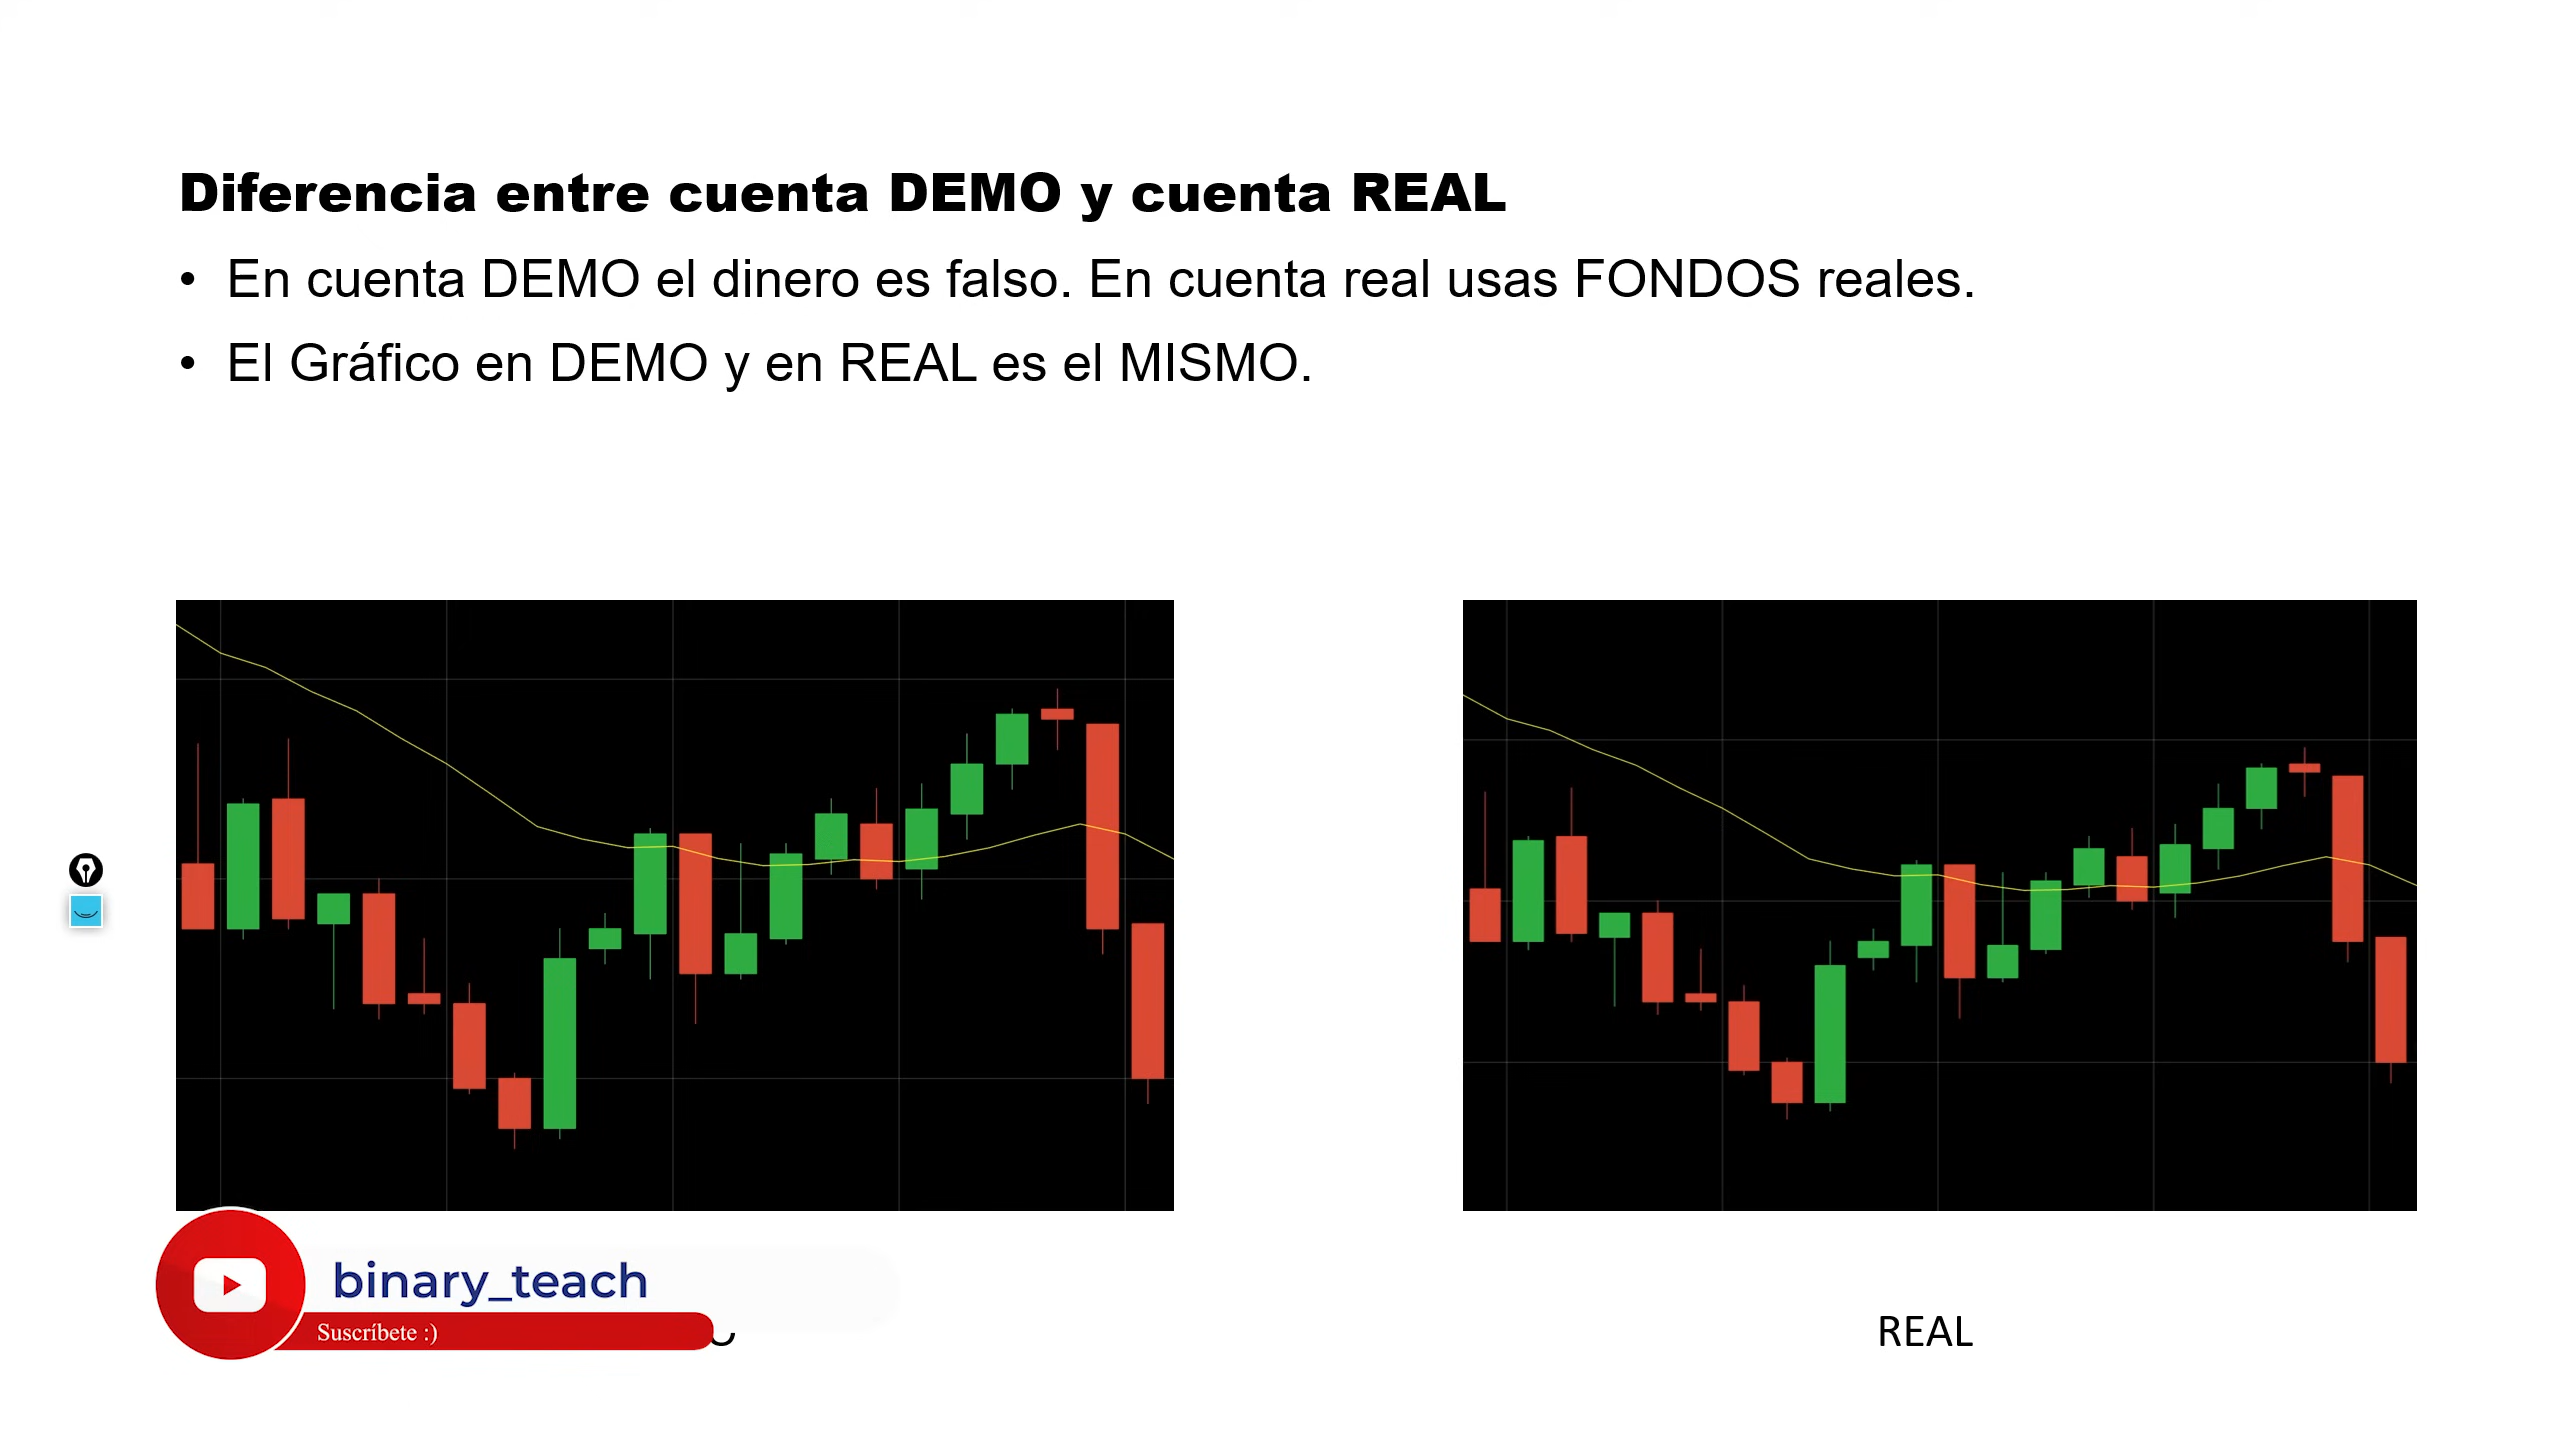 Diferencia entre cuenta DEMO y cuenta REAL
• En cuenta DEMO el dinero es falso. En cuenta real usas FONDOS reales.
• El Gráfico en DEMO y en REAL es el MISMO.
binary_teach
Suscríbete :)
REAL